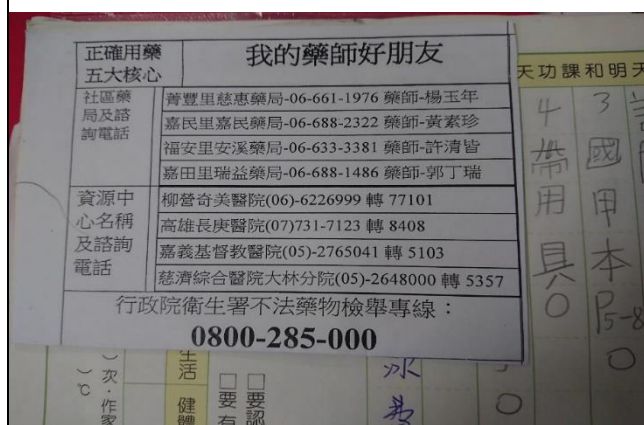 正確用藥
五大核心
我的藥師好朋友
社區藥
局及諮
詢電話
菁豐里慈惠藥局-06-661-1976 藥師-楊玉年
嘉民里嘉民藥局-06-688-2322 藥師-黃素珍
福安里安溪藥局-06-633-3381 藥師-許清皆
嘉田里瑞益藥局-06-688-1486 藥師-郭丁瑞
資源中
心名稱
及諮詢
電話
柳營奇美醫院(06)-6226999 轉 77101
高雄長庚醫院(07)731-7123 轉 8408
嘉義基督教醫院(05)-2765041 轉 5103
慈濟綜合醫院大林分院(05)-2648000 轉 5357
行政院衛生署不法藥物檢舉專線：
0800-285-000
天功課和明天
3 國甲本 P5-8 ○
4 帶用具 ○
生活
健
次·作
℃
□要
□要認